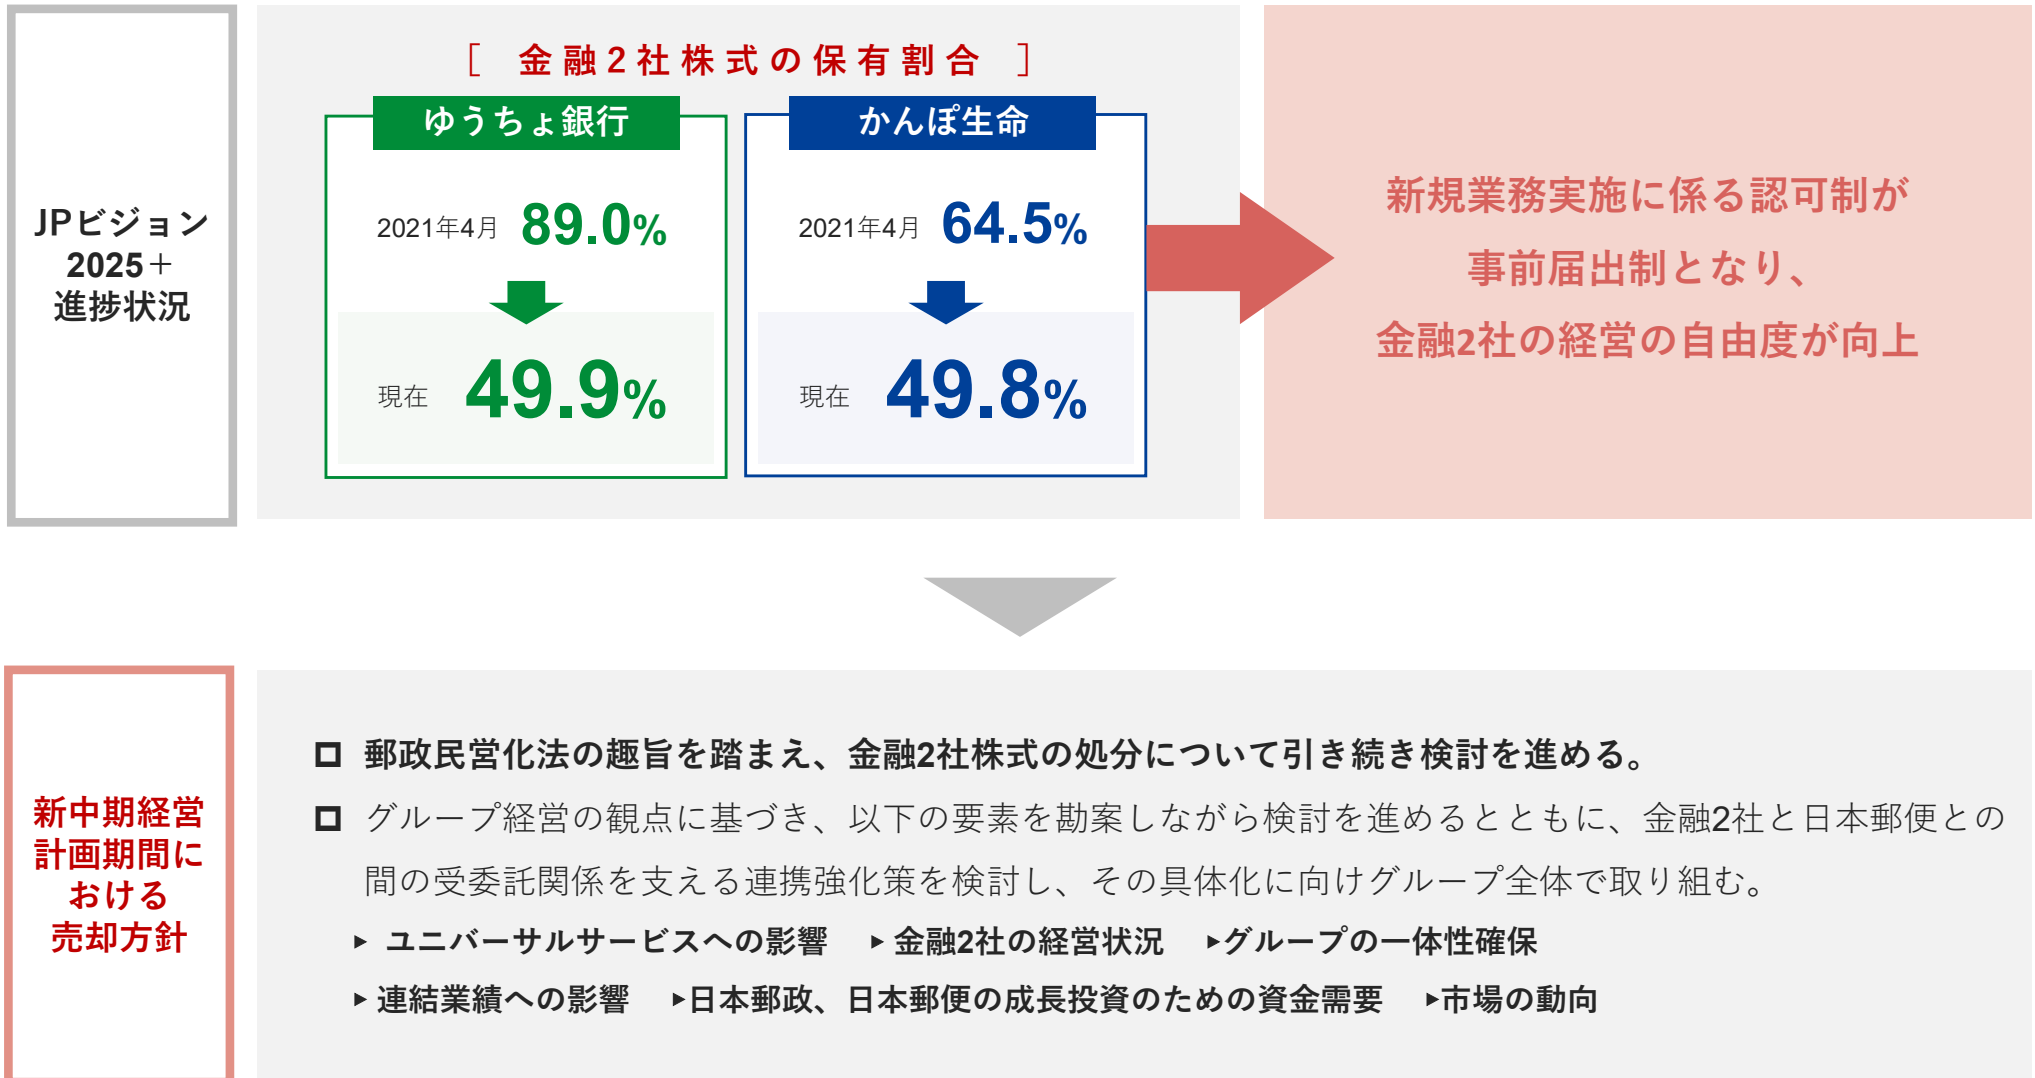 JPビジョン
2025＋
進捗状況
［ 金融2社株式の保有割合 ］
ゆうちょ銀行
2021年4月 89.0%
現在 49.9%
かんぽ生命
2021年4月 64.5%
現在 49.8%
新規業務実施に係る認可制が
事前届出制となり、
金融2社の経営の自由度が向上
新中期経営
計画期間に
おける
売却方針
郵政民営化法の趣旨を踏まえ、金融2社株式の処分について引き続き検討を進める。
グループ経営の観点に基づき、以下の要素を勘案しながら検討を進めるとともに、金融2社と日本郵便との
間の受委託関係を支える連携強化策を検討し、その具体化に向けグループ全体で取り組む。
▶ ユニバーサルサービスへの影響 ▶ 金融2社の経営状況 ▶グループの一体性確保
▶ 連結業績への影響 ▶日本郵政、日本郵便の成長投資のための資金需要 ▶市場の動向